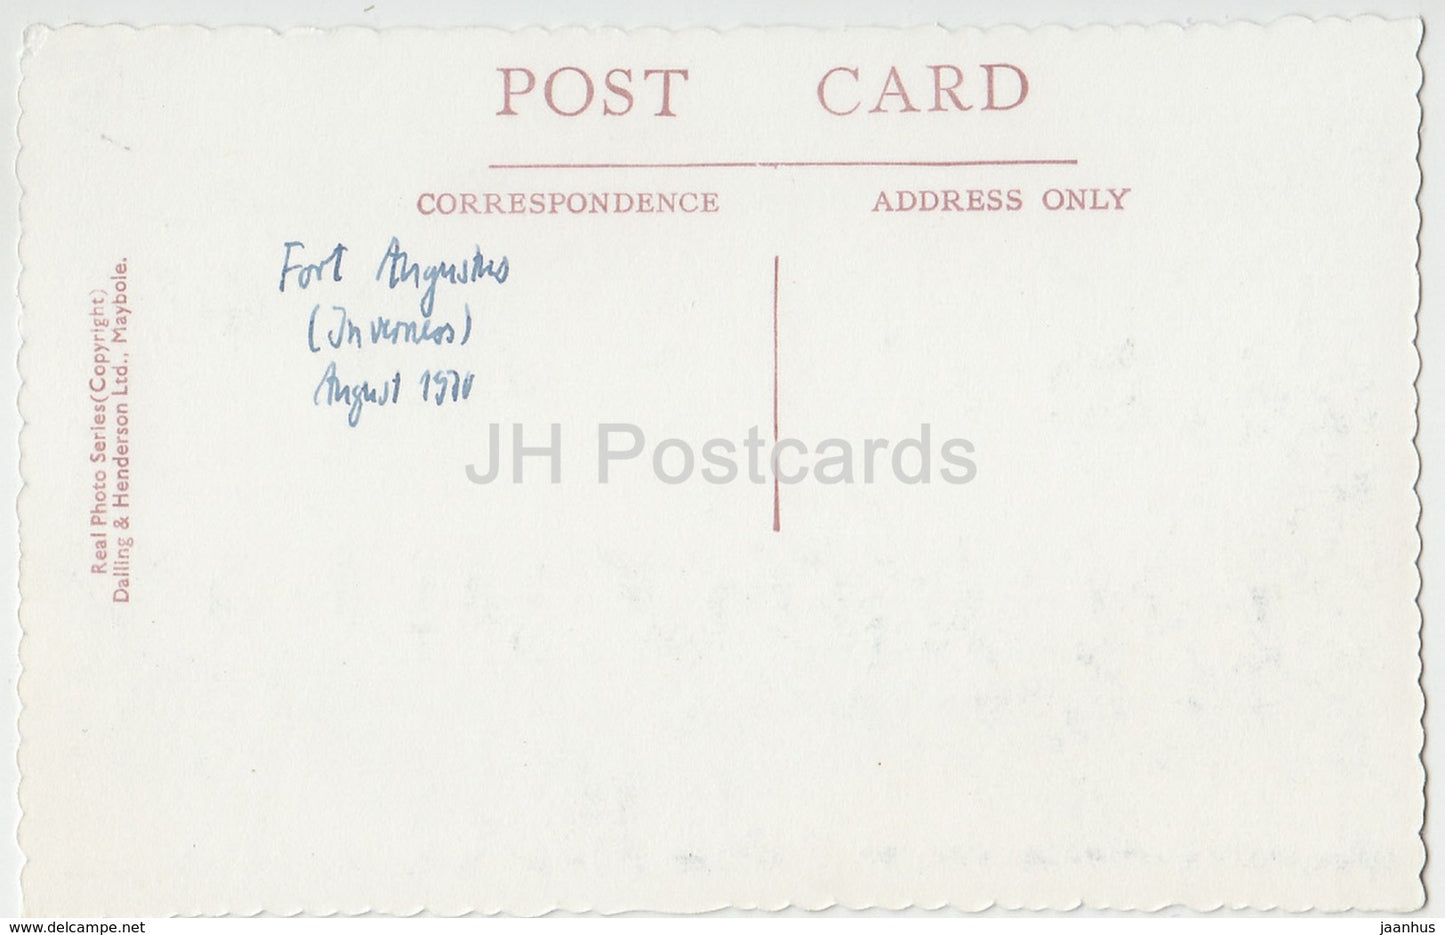 POST CARD
CORRESPONDENCE
ADDRESS ONLY
Fort Augustus
(Inverness)
August 1970
Real Photo Series (Copyright)
Dalling & Henderson Ltd., Maybole.
JH Postcards
www.delcampe.net
jaanhus